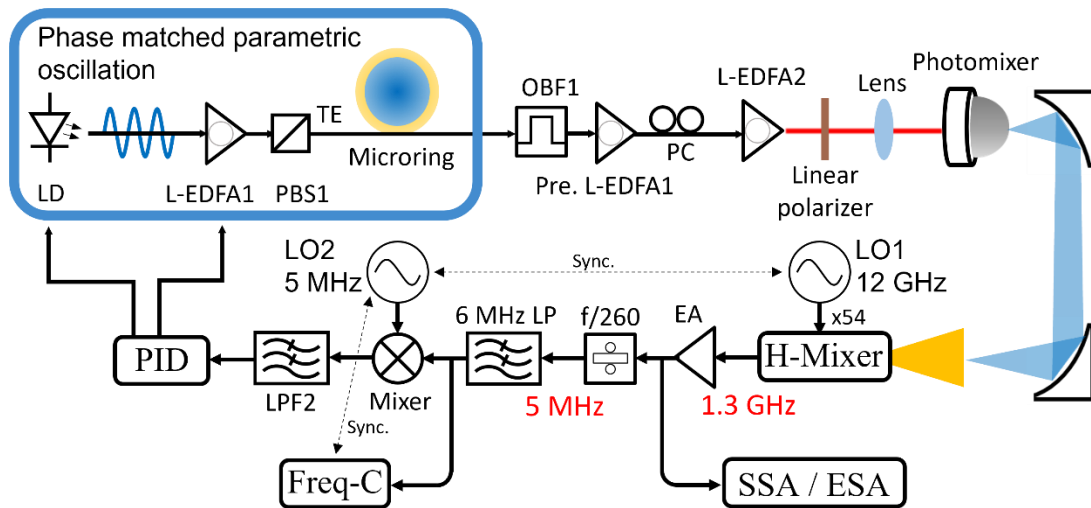 Phase matched parametric
oscillation
LD
L-EDFA1
PBS1
TE
Microring
OBF1
Pre. L-EDFA1
PC
L-EDFA2
Linear
polarizer
Lens
Photomixer
LO2
5 MHz
Sync.
LO1
12 GHz
x54
H-Mixer
EA
1.3 GHz
f/260
5 MHz
6 MHz LP
Mixer
LPF2
PID
Sync.
Freq-C
SSA / ESA